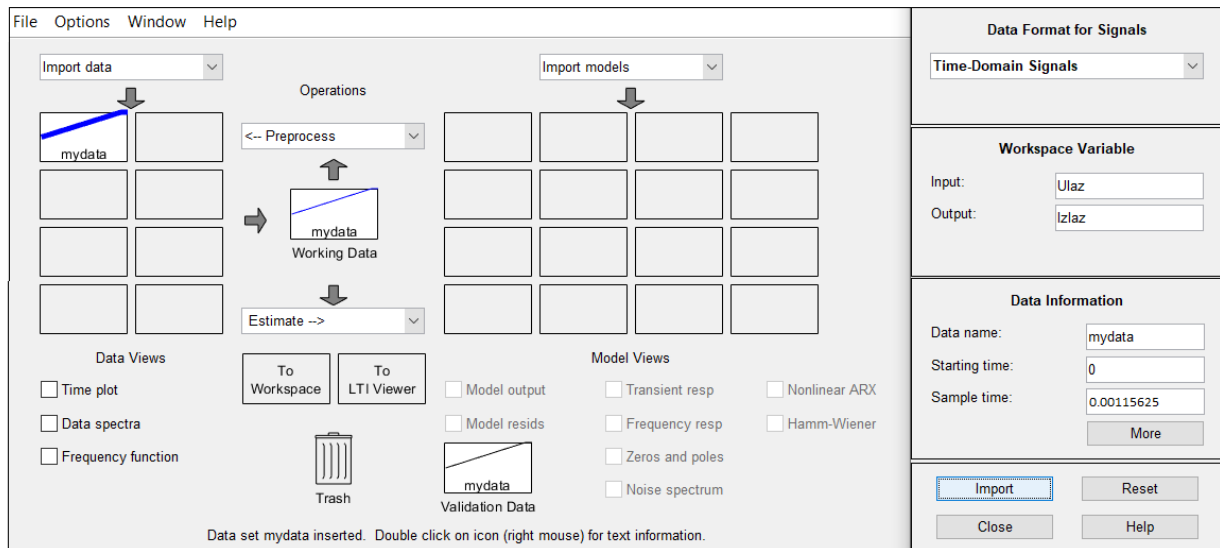 File Options Window Help
Import data
Operations
Import models
mydata
<-- Preprocess
mydata
Working Data
Estimate -->
Data Views
To
Workspace
To
LTI Viewer
Time plot
Data spectra
Frequency function
Trash
Model Views
Model output
Transient resp
Nonlinear ARX
Model resids
Frequency resp
Hamm-Wiener
Zeros and poles
Noise spectrum
mydata
Validation Data
Data set mydata inserted. Double click on icon (right mouse) for text information.
Data Format for Signals
Time-Domain Signals
Workspace Variable
Input: Ulaz
Output: Izlaz
Data Information
Data name: mydata
Starting time: 0
Sample time: 0.00115625
More
Import Reset
Close Help